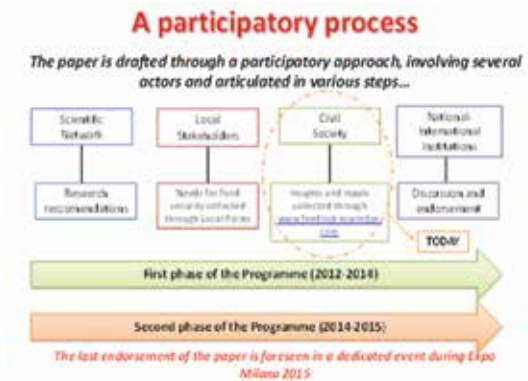 A participatory process
The paper is drafted through a participatory approach, involving several
actors and articulated in various steps...
Scientific
Network
Local
Stakeholders
Civil
Society
National
International
Institutions
Research
recomendations
Needs for food
security collected
through Local Points
Insights and needs
collected through
com
Discussion and
endorsement
TODAY
First phase of the Programme (2012-2014)
Second phase of the Programme (2014-2015)
The last endorsement of the paper is foreseen in a dedicated event during Expo
Milano 2015